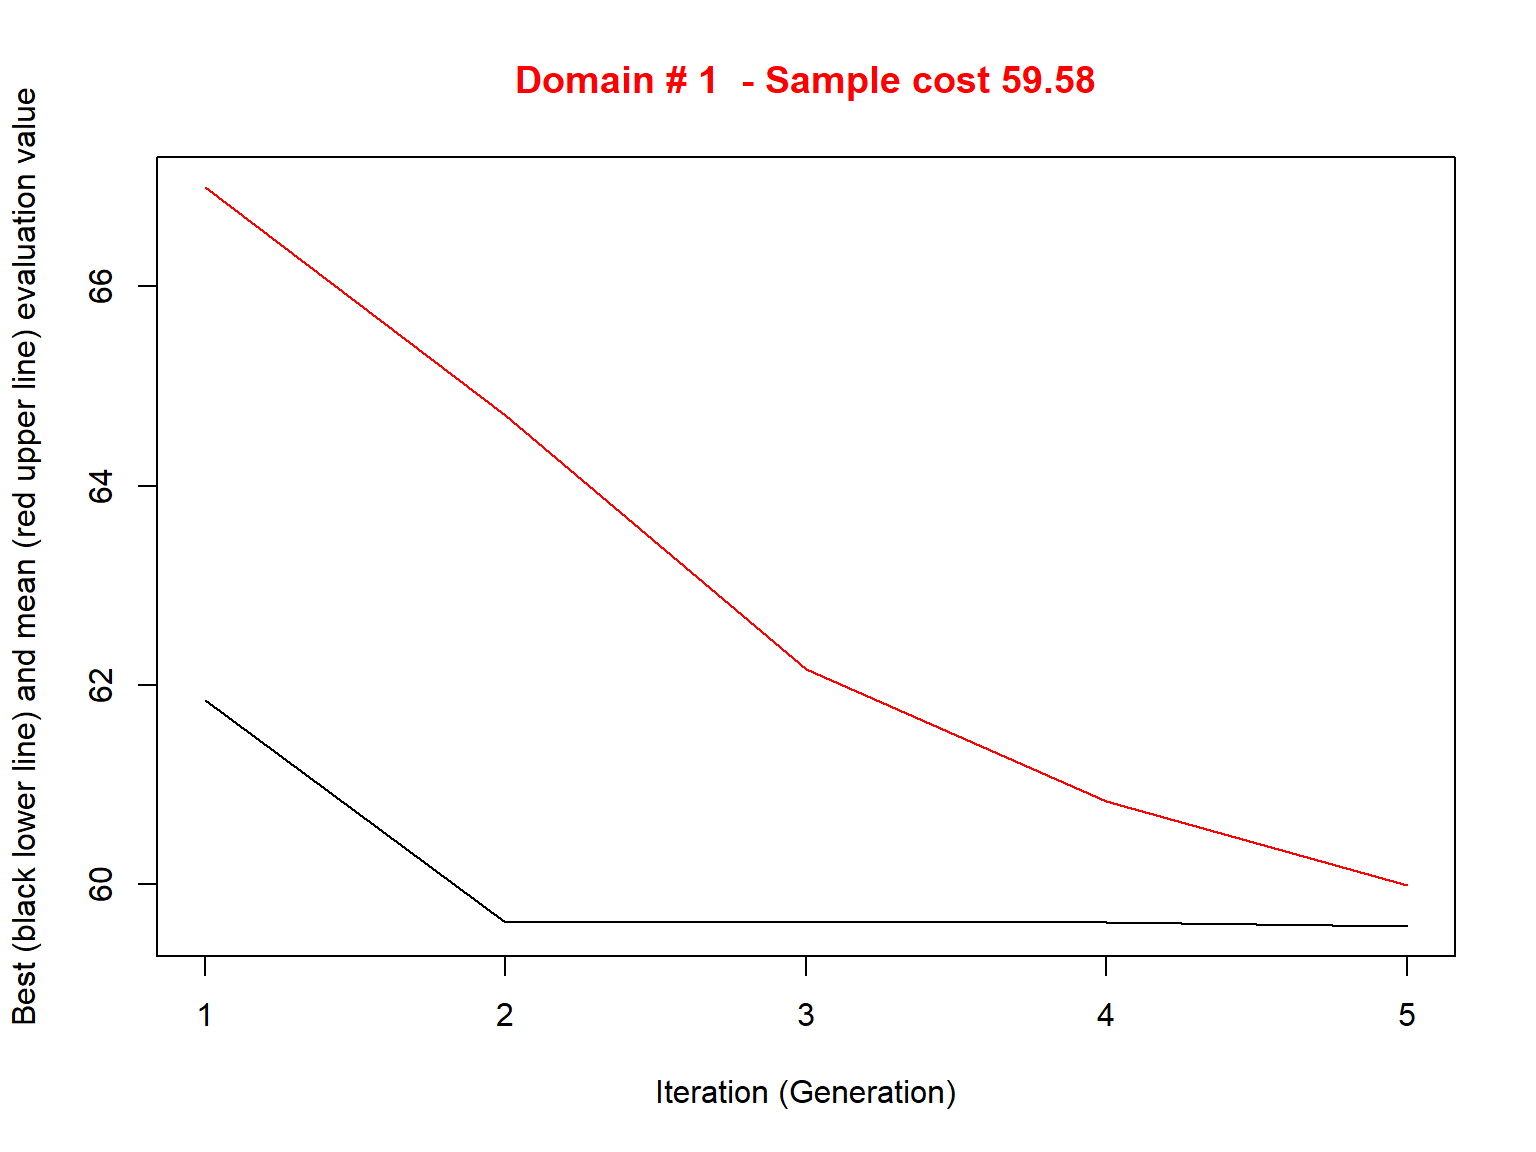 Domain # 1  - Sample cost 59.58
Best (black lower line) and mean (red upper line) evaluation value
66
64
62
60
1 2 3 4 5
Iteration (Generation)